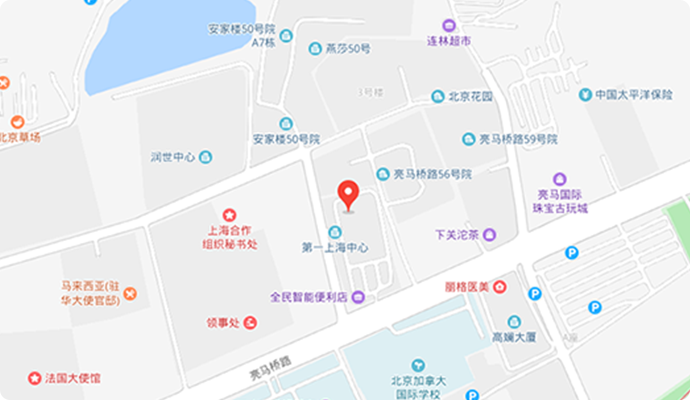 安家楼50号院
A7栋
燕莎50号
连林超市
3号楼
北京花园
中国太平洋保险
北京草场
安家楼50号院
亮马桥路59号院
润世中心
亮马桥路56号院
亮马国际
珠宝古玩城
上海合作
组织秘书处
第一上海中心
下关沱茶
马来西亚(驻
华大使官邸)
全民智能便利店
丽格医美
领事处
高斓大厦
A座
亮马桥路
法国大使馆
北京加拿大
国际学校
P
P
P
P
P